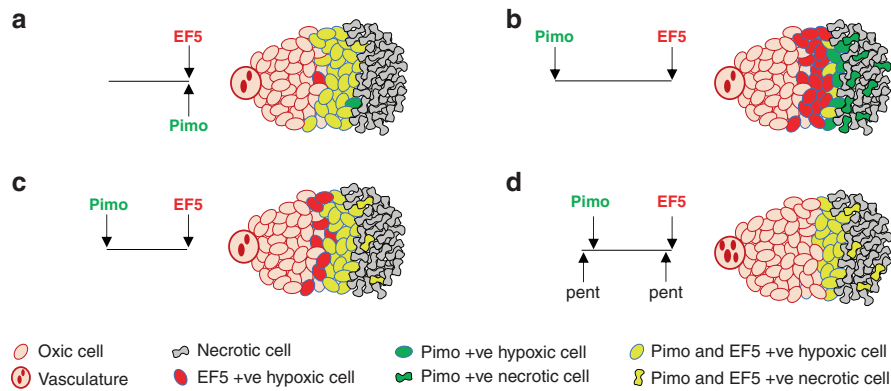 a
EF5
Pimo
b
Pimo
EF5
c
Pimo
EF5
d
Pimo
EF5
pent
pent
Oxic cell
Necrotic cell
Pimo +ve hypoxic cell
Pimo and EF5 +ve hypoxic cell
Vasculature
EF5 +ve hypoxic cell
Pimo +ve necrotic cell
Pimo and EF5 +ve necrotic cell